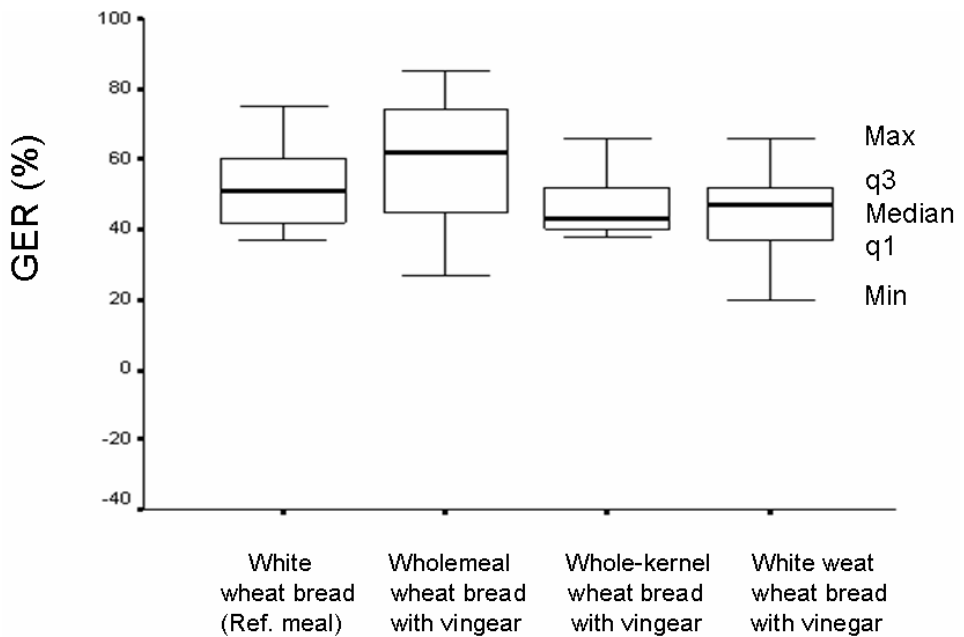 100
80
60
40
20
0
-20
-40
GER (%)
Max
q3
Median
q1
Min
White
wheat bread
(Ref. meal)
Wholemeal
wheat bread
with vingear
Whole-kernel
wheat bread
with vingear
White weat
wheat bread
with vinegar